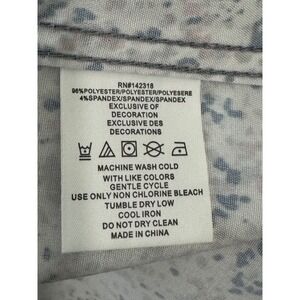 RN#142318
96%POLYESTER/POLYESTER/POLYESERE
4%SPANDEX/SPANDEX/SPANDEX
EXCLUSIVE OF
DECORATION
EXCLUSIVE DES
DECORATIONS
MACHINE WASH COLD
WITH LIKE COLORS
GENTLE CYCLE
USE ONLY NON CHLORINE BLEACH
TUMBLE DRY LOW
COOL IRON
DO NOT DRY CLEAN
MADE IN CHINA